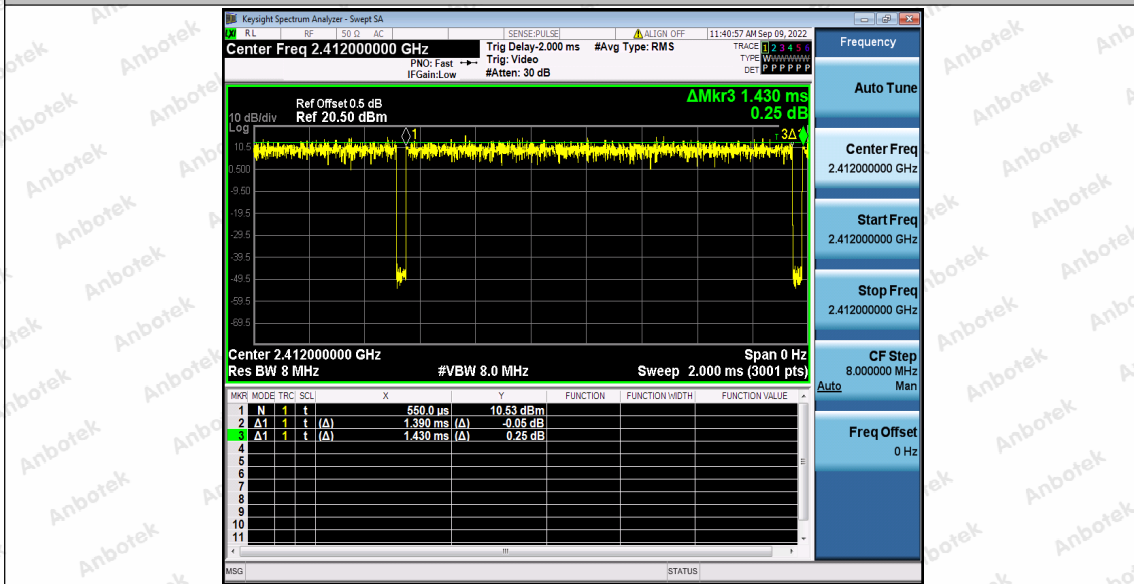 Keysight Spectrum Analyzer - Swept SA
LXI RL RF 50 Ω AC SENSE:PULSE ALIGN OFF 11:40:57 AM Sep 09, 2022
Center Freq 2.412000000 GHz
PNO: Fast
IFGain:Low
Trig Delay-2.000 ms
Trig: Video
#Atten: 30 dB
#Avg Type: RMS
TRACE 1 2 3 4 5 6
TYPE WWWWWW
DET P P P P P P
ΔMkr3 1.430 ms
0.25 dB
Ref Offset 0.5 dB
10 dB/div Ref 20.50 dBm
Log
1
3Δ1
10.5
0.500
-9.50
-19.5
-29.5
-39.5
-49.5
-59.5
-69.5
Center 2.412000000 GHz Span 0 Hz
Res BW 8 MHz #VBW 8.0 MHz Sweep 2.000 ms (3001 pts)
MKR MODE TRC SCL X Y FUNCTION FUNCTION WIDTH FUNCTION VALUE
1 N 1 t 550.0 µs 10.53 dBm
2 Δ1 1 t (Δ) 1.390 ms (Δ) -0.05 dB
3 Δ1 1 t (Δ) 1.430 ms (Δ) 0.25 dB
4
5
6
7
8
9
10
11
MSG STATUS
Frequency
Auto Tune
Center Freq
2.412000000 GHz
Start Freq
2.412000000 GHz
Stop Freq
2.412000000 GHz
CF Step
8.000000 MHz
Auto Man
Freq Offset
0 Hz
Anbotek